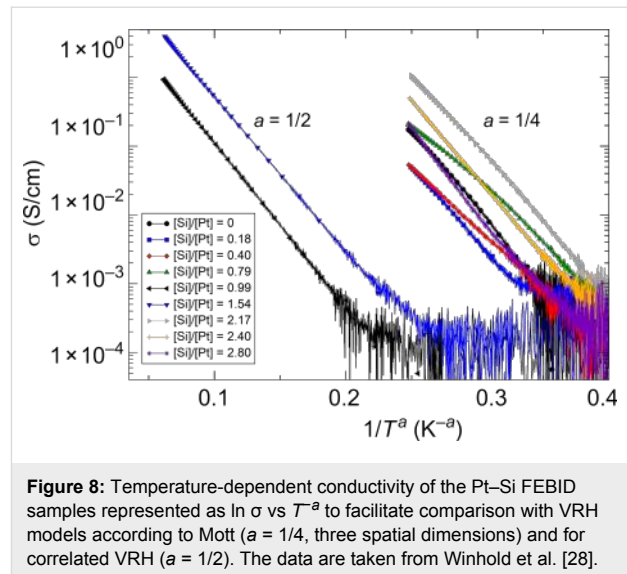 1 × 10⁰
1 × 10⁻¹
1 × 10⁻²
1 × 10⁻³
1 × 10⁻⁴
σ (S/cm)
a = 1/2
a = 1/4
[Si]/[Pt] = 0
[Si]/[Pt] = 0.18
[Si]/[Pt] = 0.40
[Si]/[Pt] = 0.79
[Si]/[Pt] = 0.99
[Si]/[Pt] = 1.54
[Si]/[Pt] = 2.17
[Si]/[Pt] = 2.40
[Si]/[Pt] = 2.80
0.1
0.2
0.3
0.4
1/Tᵃ (K⁻ᵃ)
Figure 8: Temperature-dependent conductivity of the Pt–Si FEBID
samples represented as ln σ vs T⁻ᵃ to facilitate comparison with VRH
models according to Mott (a = 1/4, three spatial dimensions) and for
correlated VRH (a = 1/2). The data are taken from Winhold et al. [28].